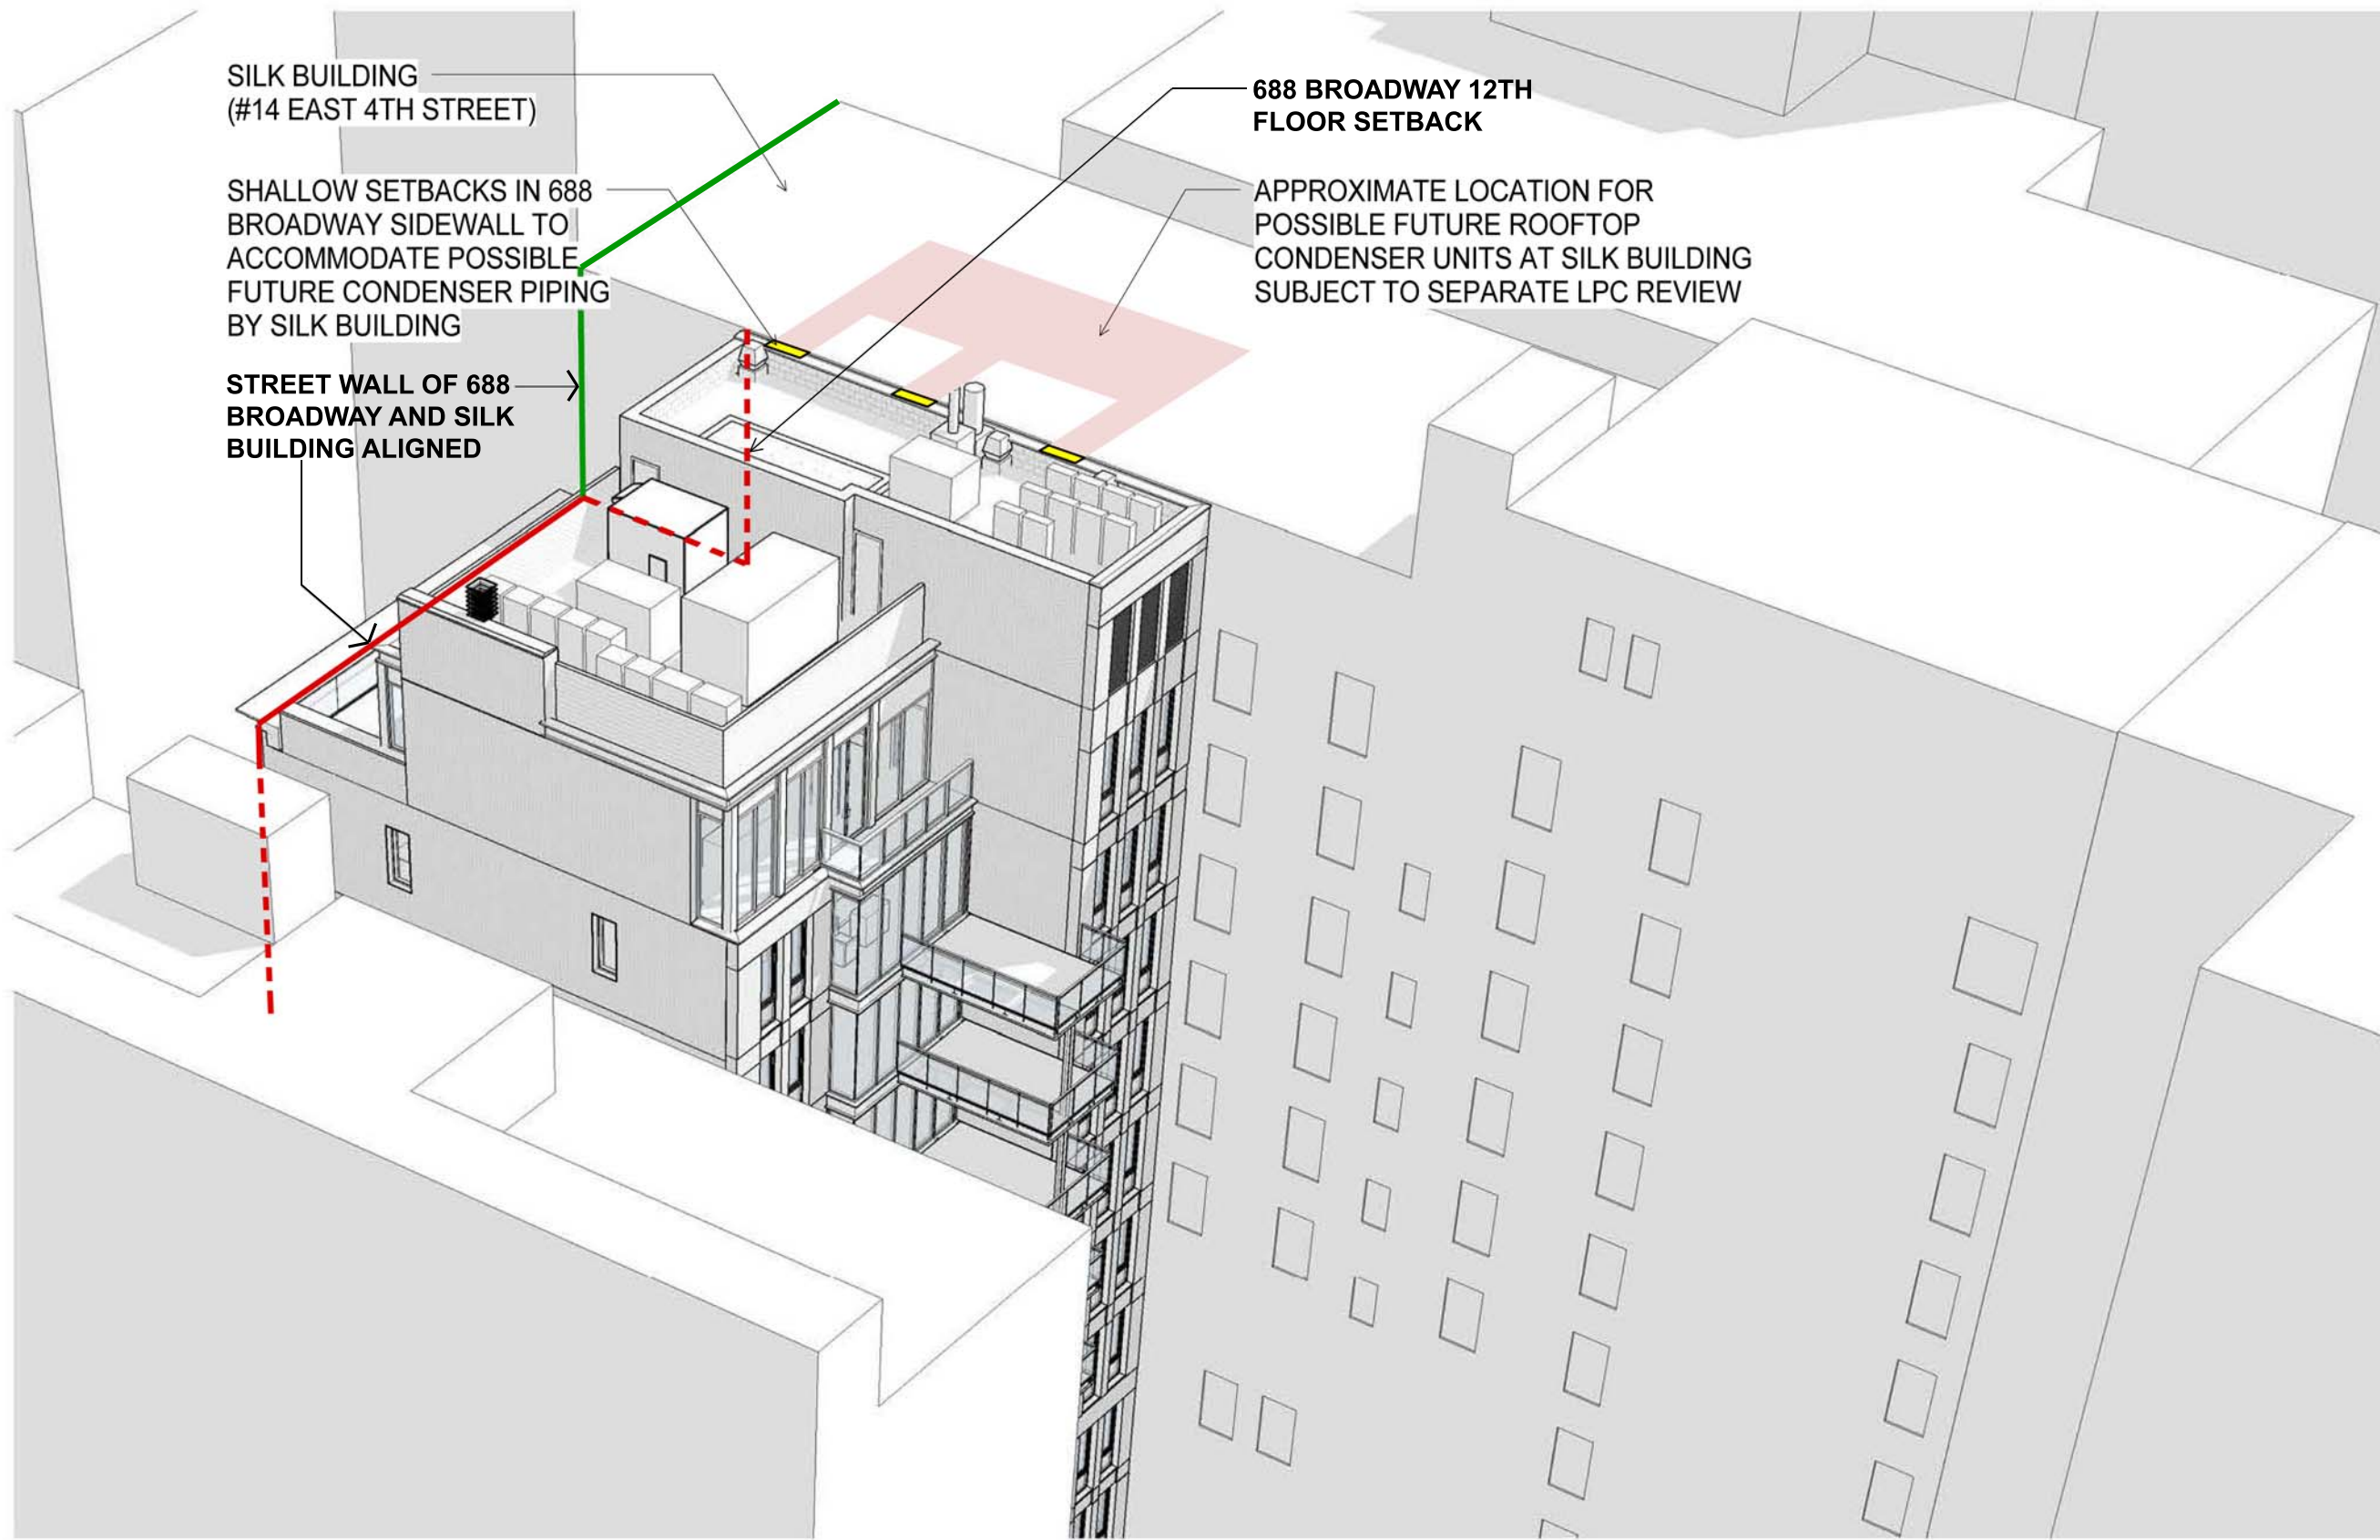 SILK BUILDING
(#14 EAST 4TH STREET)
SHALLOW SETBACKS IN 688
BROADWAY SIDEWALL TO
ACCOMMODATE POSSIBLE
FUTURE CONDENSER PIPING
BY SILK BUILDING
STREET WALL OF 688
BROADWAY AND SILK
BUILDING ALIGNED
688 BROADWAY 12TH
FLOOR SETBACK
APPROXIMATE LOCATION FOR
POSSIBLE FUTURE ROOFTOP
CONDENSER UNITS AT SILK BUILDING
SUBJECT TO SEPARATE LPC REVIEW